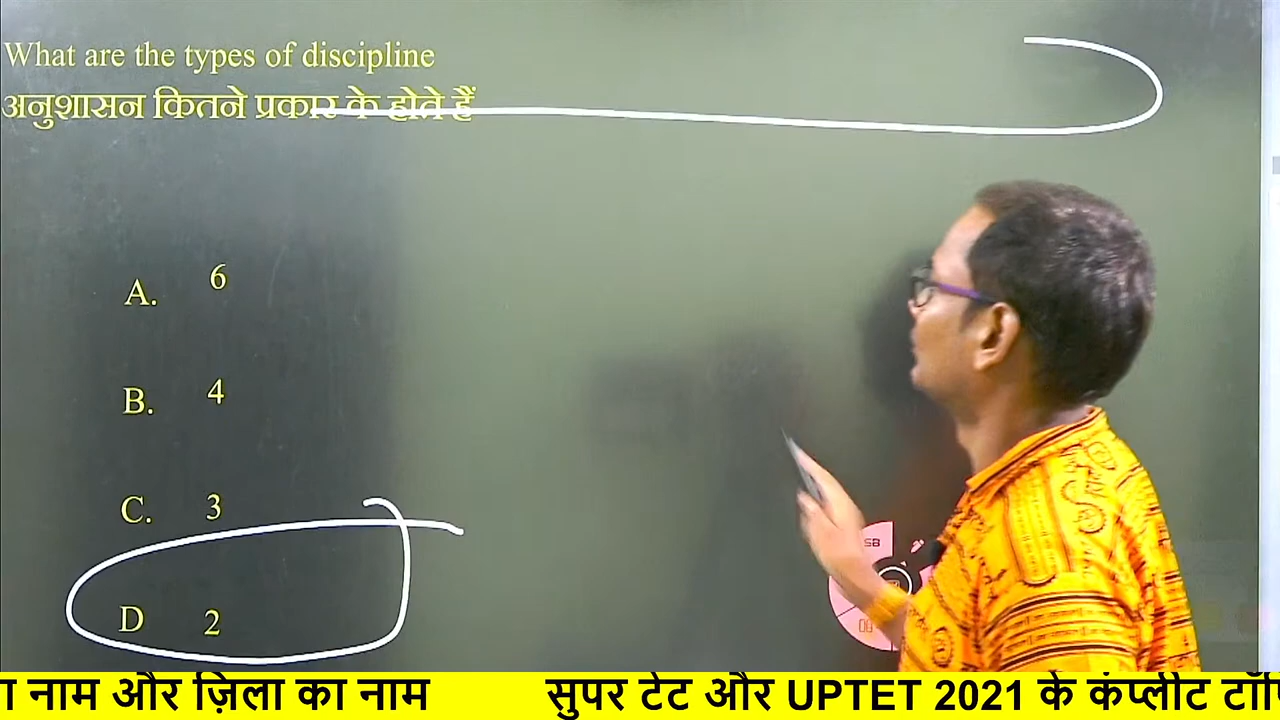 What are the types of discipline
अनुशासन कितने प्रकार के होते हैं
A. 6
B. 4
C. 3
D 2
SB
ा नाम और ज़िला का नाम सुपर टेट और UPTET 2021 के कंप्लीट